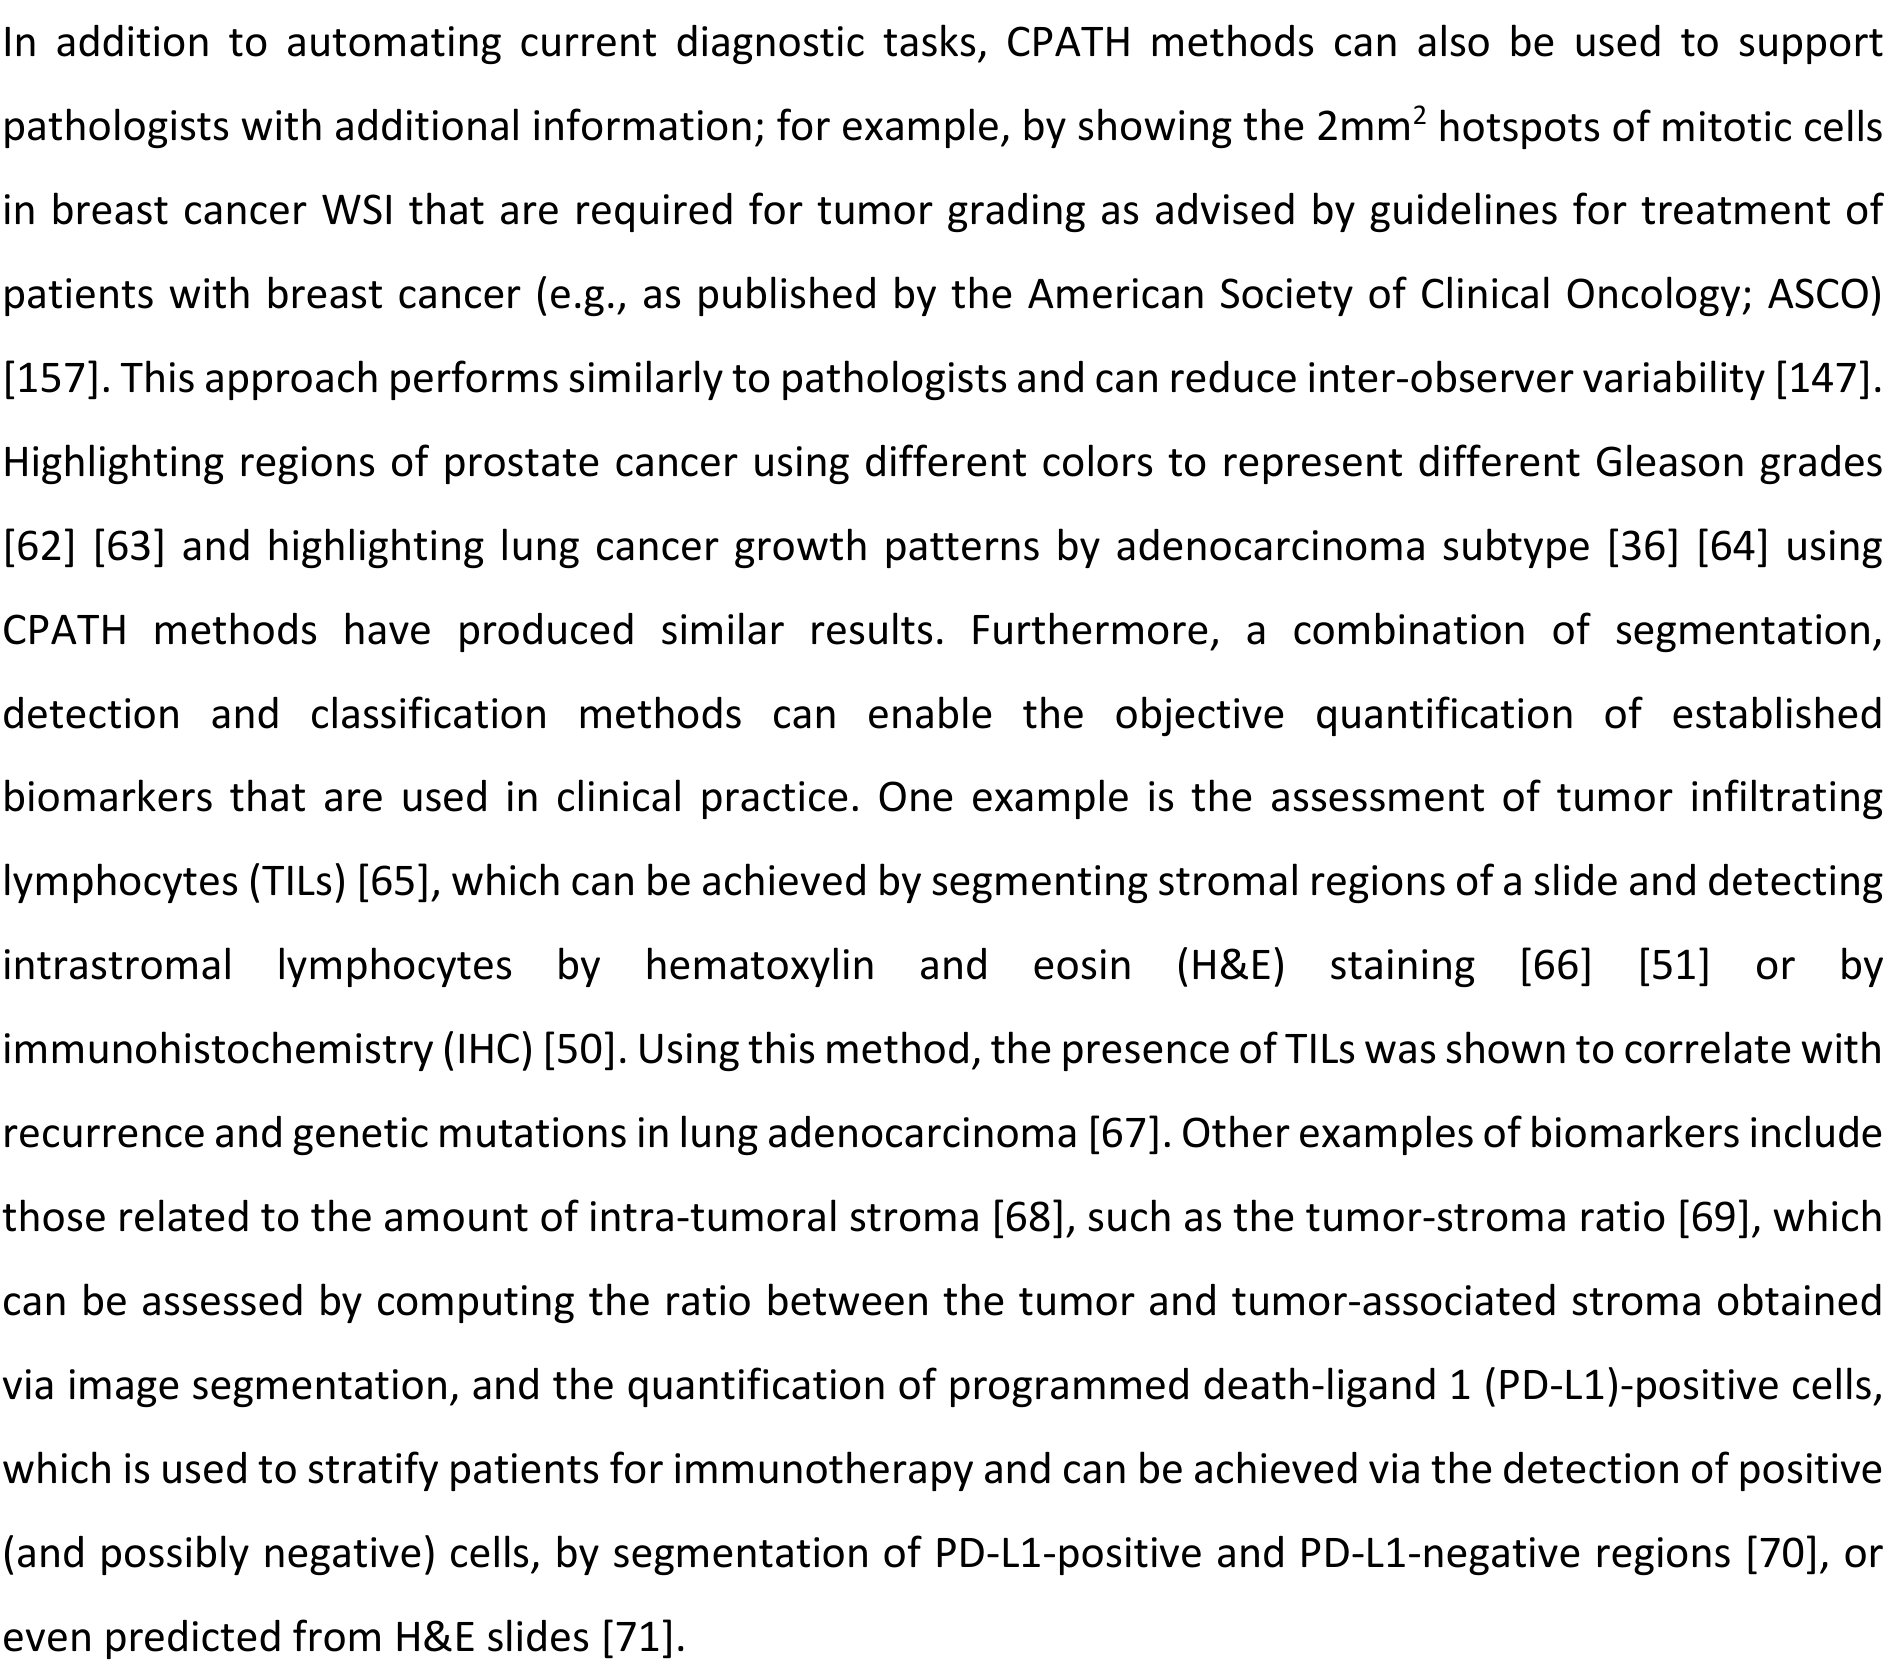 In addition to automating current diagnostic tasks, CPATH methods can also be used to support
pathologists with additional information; for example, by showing the 2mm² hotspots of mitotic cells
in breast cancer WSI that are required for tumor grading as advised by guidelines for treatment of
patients with breast cancer (e.g., as published by the American Society of Clinical Oncology; ASCO)
[157]. This approach performs similarly to pathologists and can reduce inter-observer variability [147].
Highlighting regions of prostate cancer using different colors to represent different Gleason grades
[62] [63] and highlighting lung cancer growth patterns by adenocarcinoma subtype [36] [64] using
CPATH methods have produced similar results. Furthermore, a combination of segmentation,
detection and classification methods can enable the objective quantification of established
biomarkers that are used in clinical practice. One example is the assessment of tumor infiltrating
lymphocytes (TILs) [65], which can be achieved by segmenting stromal regions of a slide and detecting
intrastromal lymphocytes by hematoxylin and eosin (H&E) staining [66] [51] or by
immunohistochemistry (IHC) [50]. Using this method, the presence of TILs was shown to correlate with
recurrence and genetic mutations in lung adenocarcinoma [67]. Other examples of biomarkers include
those related to the amount of intra-tumoral stroma [68], such as the tumor-stroma ratio [69], which
can be assessed by computing the ratio between the tumor and tumor-associated stroma obtained
via image segmentation, and the quantification of programmed death-ligand 1 (PD-L1)-positive cells,
which is used to stratify patients for immunotherapy and can be achieved via the detection of positive
(and possibly negative) cells, by segmentation of PD-L1-positive and PD-L1-negative regions [70], or
even predicted from H&E slides [71].